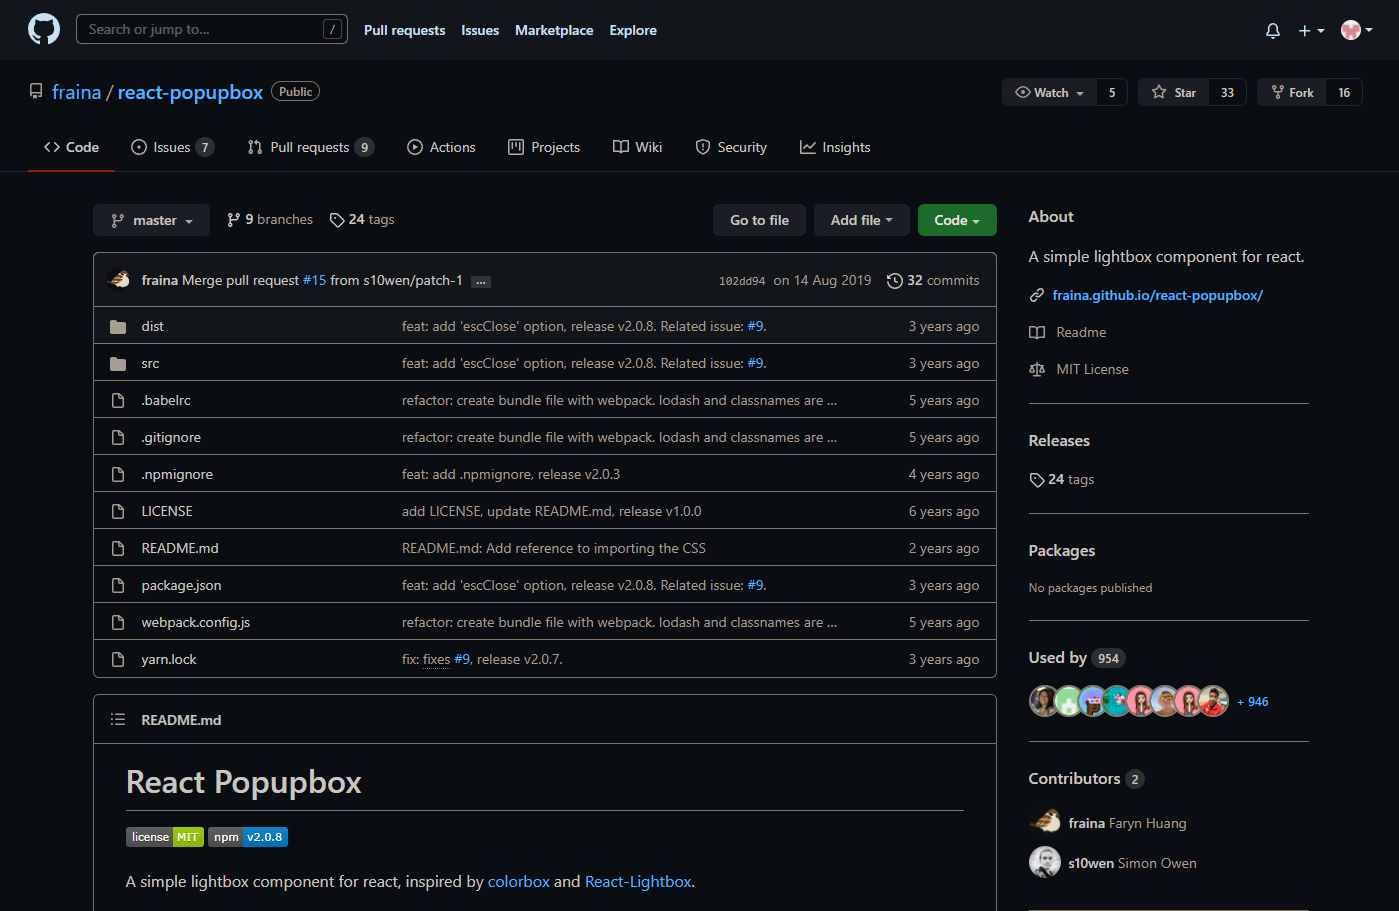 Search or jump to... /
Pull requests Issues Marketplace Explore
fraina / react-popupbox Public
Watch 5 Star 33 Fork 16
Code Issues 7 Pull requests 9 Actions Projects Wiki Security Insights
master 9 branches 24 tags Go to file Add file Code
fraina Merge pull request #15 from s10wen/patch-1 ... 102dd94 on 14 Aug 2019 32 commits
dist feat: add 'escClose' option, release v2.0.8. Related issue: #9. 3 years ago
src feat: add 'escClose' option, release v2.0.8. Related issue: #9. 3 years ago
.babelrc refactor: create bundle file with webpack. lodash and classnames are ... 5 years ago
.gitignore refactor: create bundle file with webpack. lodash and classnames are ... 5 years ago
.npmignore feat: add .npmignore, release v2.0.3 4 years ago
LICENSE add LICENSE, update README.md, release v1.0.0 6 years ago
README.md README.md: Add reference to importing the CSS 2 years ago
package.json feat: add 'escClose' option, release v2.0.8. Related issue: #9. 3 years ago
webpack.config.js refactor: create bundle file with webpack. lodash and classnames are ... 5 years ago
yarn.lock fix: fixes #9, release v2.0.7. 3 years ago
README.md
React Popupbox
license MIT npm v2.0.8
A simple lightbox component for react, inspired by colorbox and React-Lightbox.
About
A simple lightbox component for react.
fraina.github.io/react-popupbox/
Readme
MIT License
Releases
24 tags
Packages
No packages published
Used by 954
+ 946
Contributors 2
fraina Faryn Huang
s10wen Simon Owen